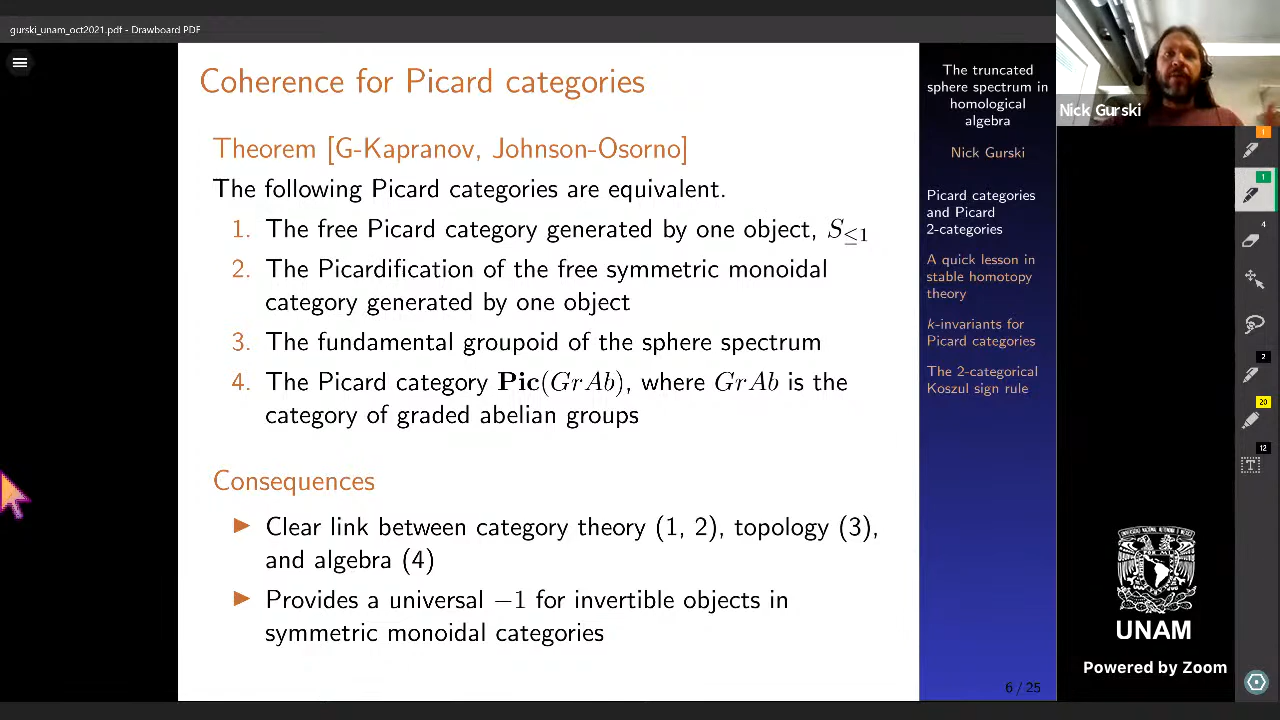 gurski_unam_oct2021.pdf - Drawboard PDF
Coherence for Picard categories
Theorem [G-Kapranov, Johnson-Osorno]
The following Picard categories are equivalent.
1. The free Picard category generated by one object, S≤1
2. The Picardification of the free symmetric monoidal
category generated by one object
3. The fundamental groupoid of the sphere spectrum
4. The Picard category Pic(GrAb), where GrAb is the
category of graded abelian groups
Consequences
▶ Clear link between category theory (1, 2), topology (3),
and algebra (4)
▶ Provides a universal −1 for invertible objects in
symmetric monoidal categories
The truncated
sphere spectrum in
homological
algebra
Nick Gurski
Picard categories
and Picard
2-categories
A quick lesson in
stable homotopy
theory
k-invariants for
Picard categories
The 2-categorical
Koszul sign rule
6 / 25
Nick Gurski
1
1
4
2
20
12
T
UNAM
Powered by Zoom